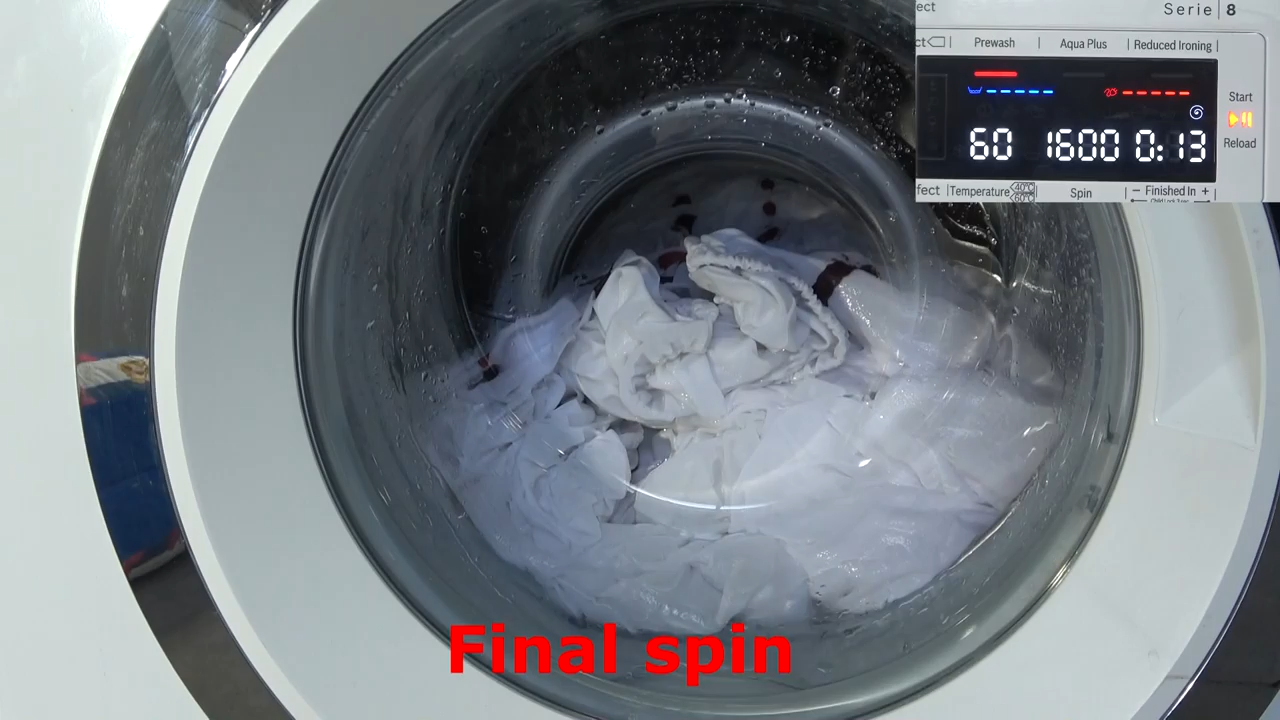 ect
Serie 8
ct Prewash Aqua Plus Reduced Ironing
Start
60 1600 0:13
Reload
fect Temperature 40°C 60°C Spin − Finished In +
Final spin